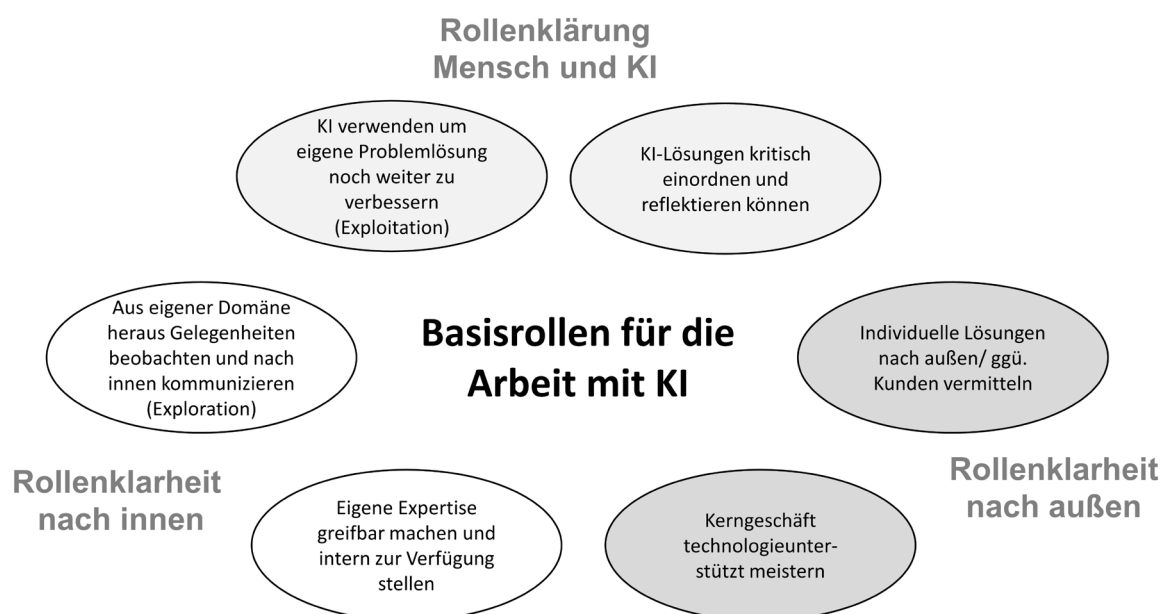 Rollenklärung
Mensch und KI
KI verwenden um
eigene Problemlösung
noch weiter zu
verbessern
(Exploitation)
KI-Lösungen kritisch
einordnen und
reflektieren können
Aus eigener Domäne
heraus Gelegenheiten
beobachten und nach
innen kommunizieren
(Exploration)
Basisrollen für die
Arbeit mit KI
Individuelle Lösungen
nach außen/ ggü.
Kunden vermitteln
Rollenklarheit
nach innen
Rollenklarheit
nach außen
Eigene Expertise
greifbar machen und
intern zur Verfügung
stellen
Kerngeschäft
technologieunter-
stützt meistern